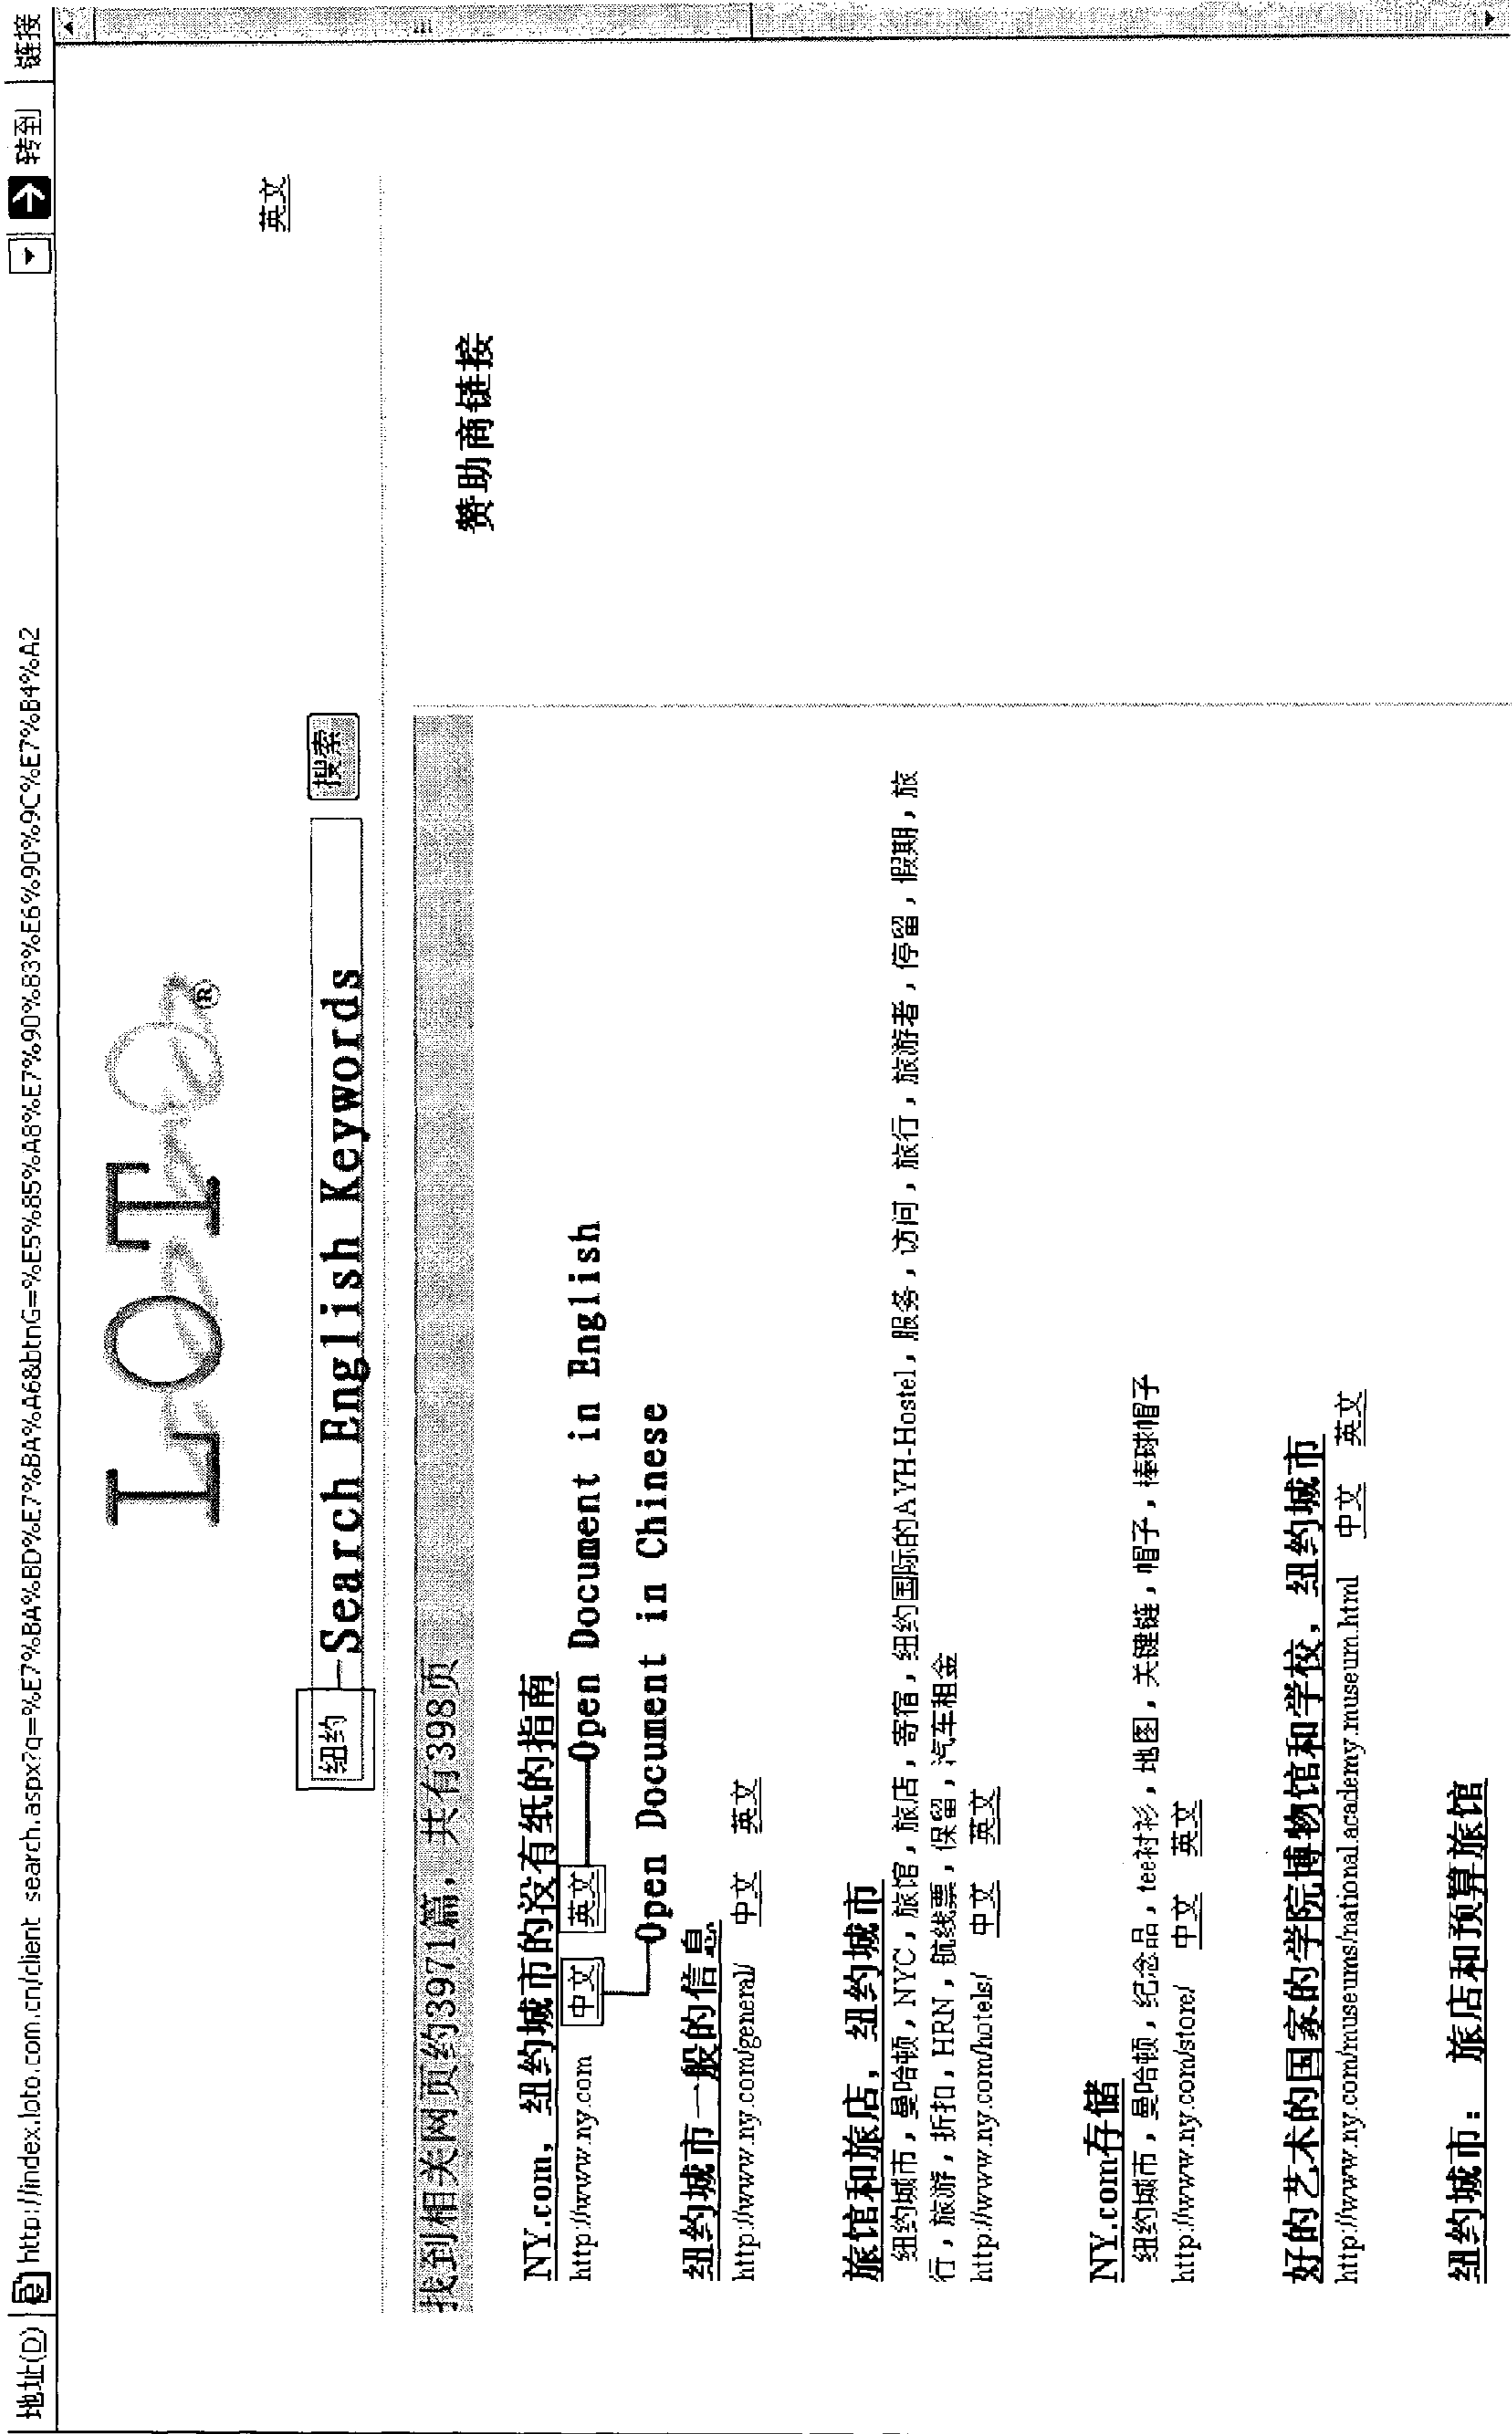 地址(D) http://index.loto.com.cn/client search.aspx?q=%E7%BA%BD%E7%BA%A6&btnG=%E5%85%A8%E7%90%83%E6%90%9C%E7%B4%A2 转到 链接
LOTO®
英文
纽约 Search English Keywords 搜索
找到相关网页约3971篇，共有398页
赞助商链接
NY.com, 纽约城市的没有纸的指南
http://www.ny.com 中文 英文 Open Document in English
Open Document in Chinese
纽约城市一般的信息
http://www.ny.com/general/ 中文 英文
旅馆和旅店, 纽约城市
纽约城市，曼哈顿，NYC，旅馆，旅店，寄宿，纽约国际的AYH-Hostel，服务，访问，旅行，旅游者，停留，假期，旅
行，旅游，折扣，HRN，航线票，保留，汽车租金
http://www.ny.com/hotels/ 中文 英文
NY.com存储
纽约城市，曼哈顿，纪念品，tee衬衫，地图，关键链，帽子，棒球帽子
http://www.ny.com/store/ 中文 英文
好的艺术的国家的学院博物馆和学校, 纽约城市
http://www.ny.com/museums/national.academy.museum.html 中文 英文
纽约城市： 旅店和预算旅馆